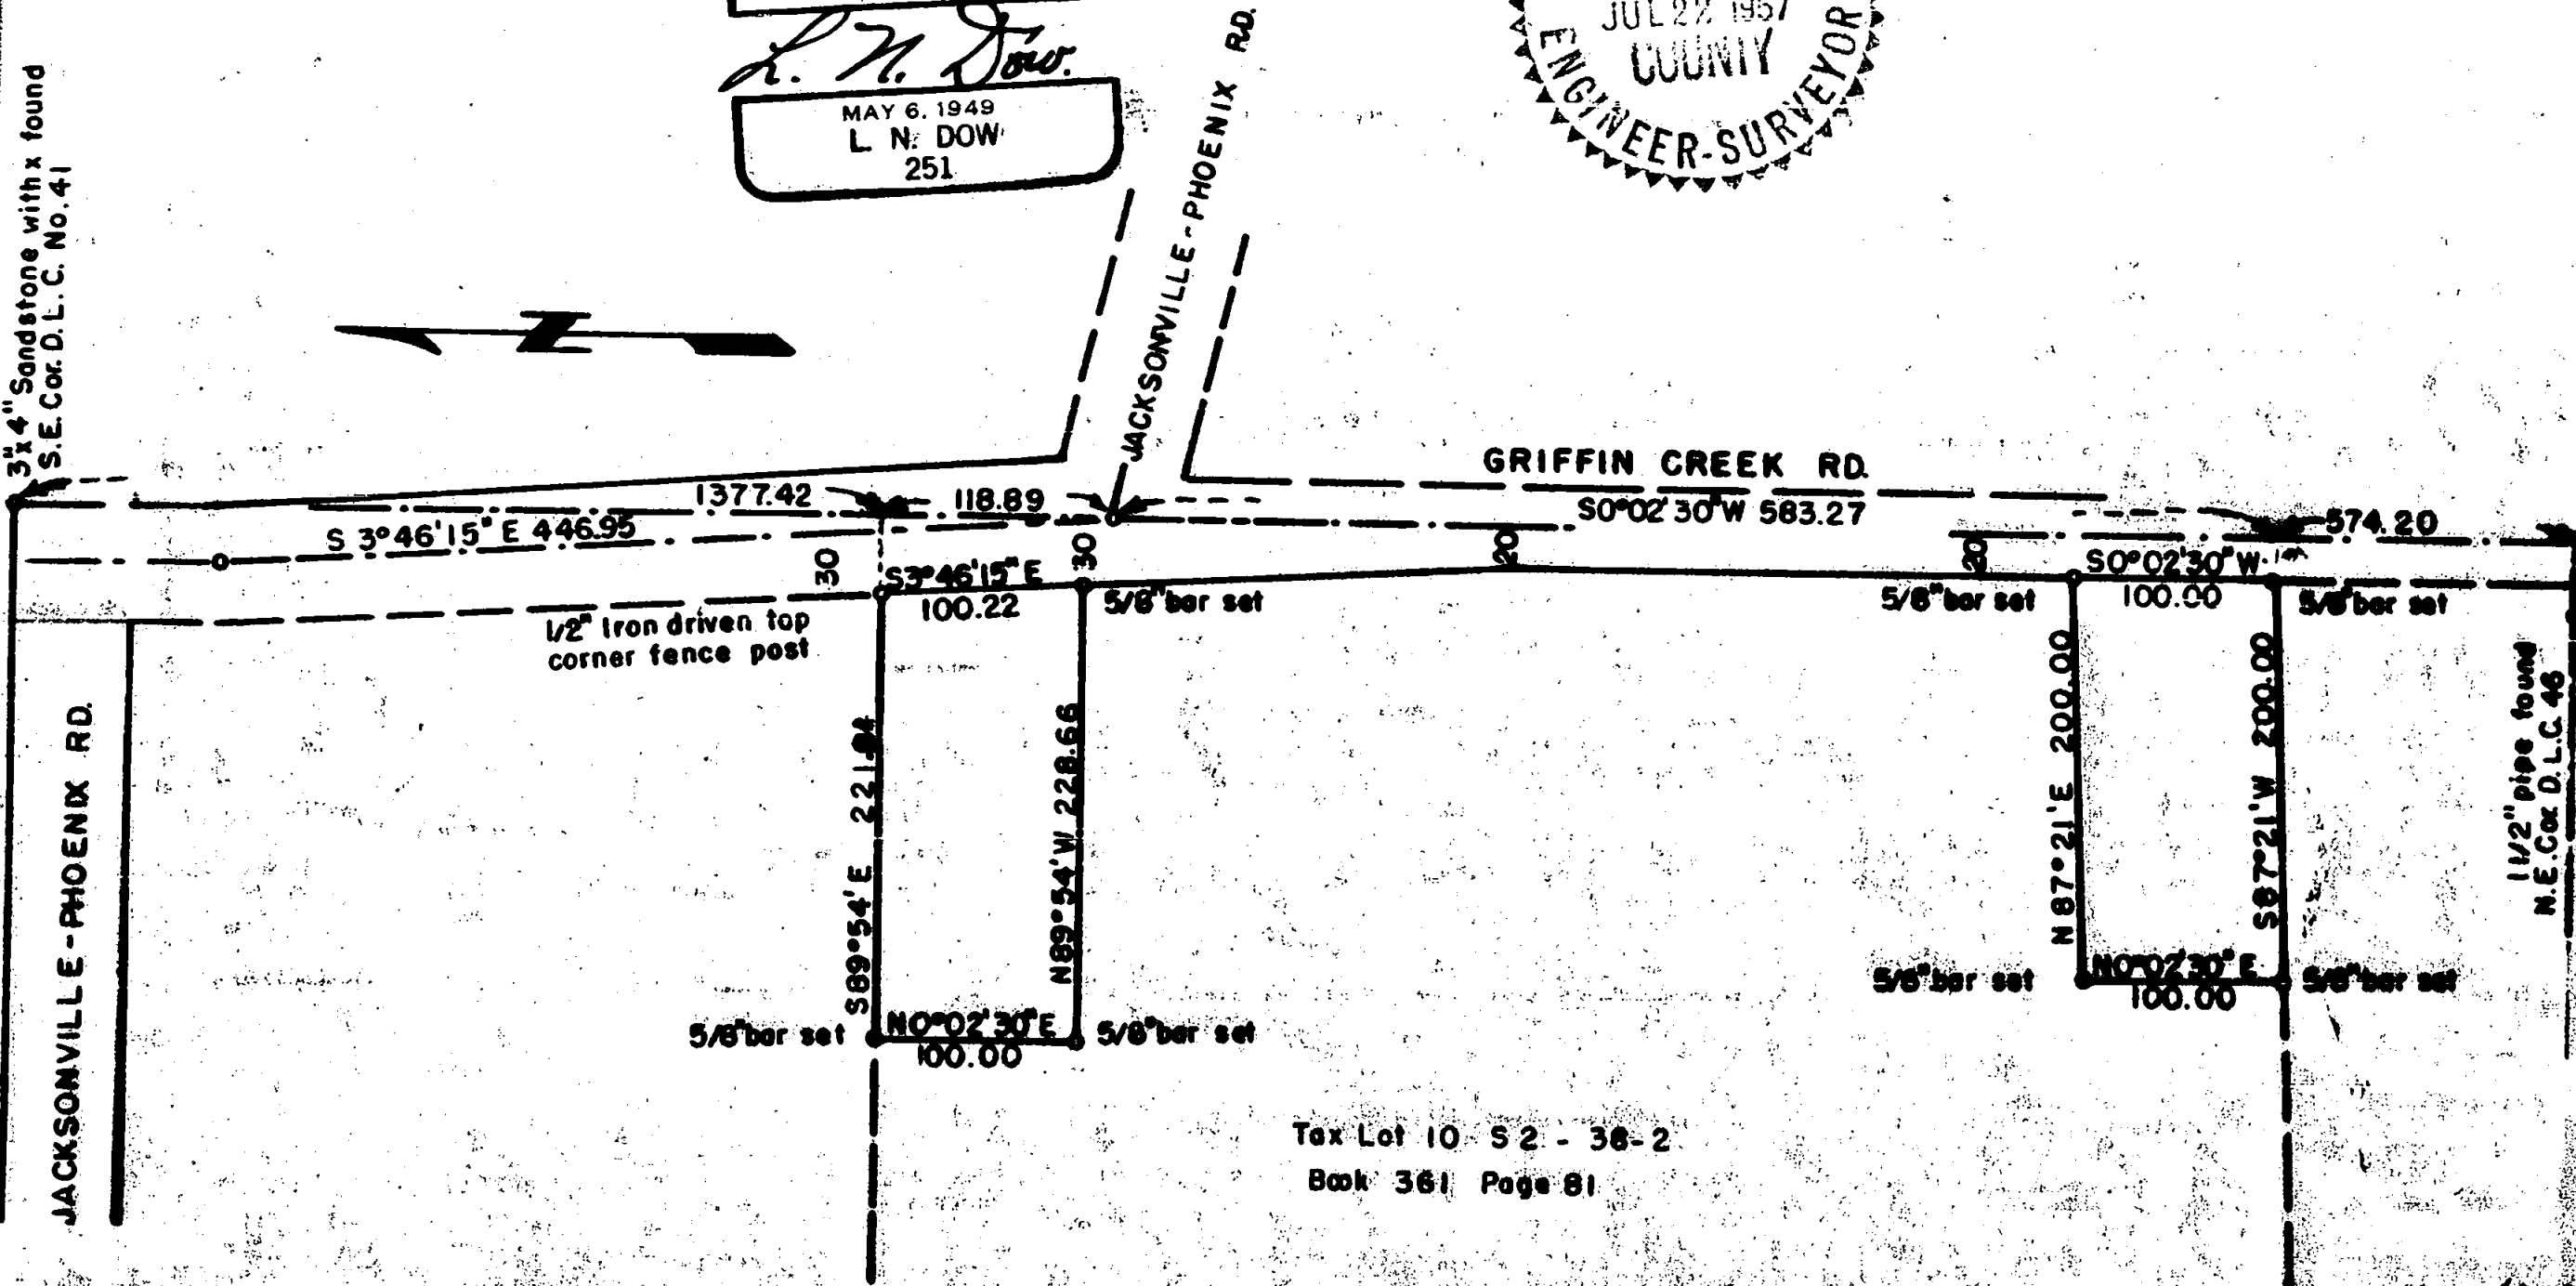 L. N. Dow.
MAY 6, 1949
L. N. DOW
251
JUL 22 1957
COUNTY
ENGINEER-SURVEYOR
3"x4" Sandstone with x found
S.E. Cor. D.L.C. No. 41
JACKSONVILLE-PHOENIX RD.
GRIFFIN CREEK RD.
1377.42
118.89
S 0°02'30" W 583.27
574.20
S 3°46'15" E 446.95
30
30
20
20
S3°46'15" E
100.22
5/8" bar set
5/8" bar set
S0°02'30" W
100.00
5/8" bar set
1/2" Iron driven top
corner fence post
JACKSONVILLE-PHOENIX RD.
S89°54'E
N89°54'W 228.66
N87°21'E 200.00
S87°21'W 200.00
1 1/2" pipe found
N.E. Cor. D.L.C. 46
5/8" bar set
N0°02'30" E
100.00
5/8" bar set
5/8" bar set
N0°02'30" E
100.00
5/8" bar set
Tax Lot 10 S 2 - 38-2
Book 361 Page 81